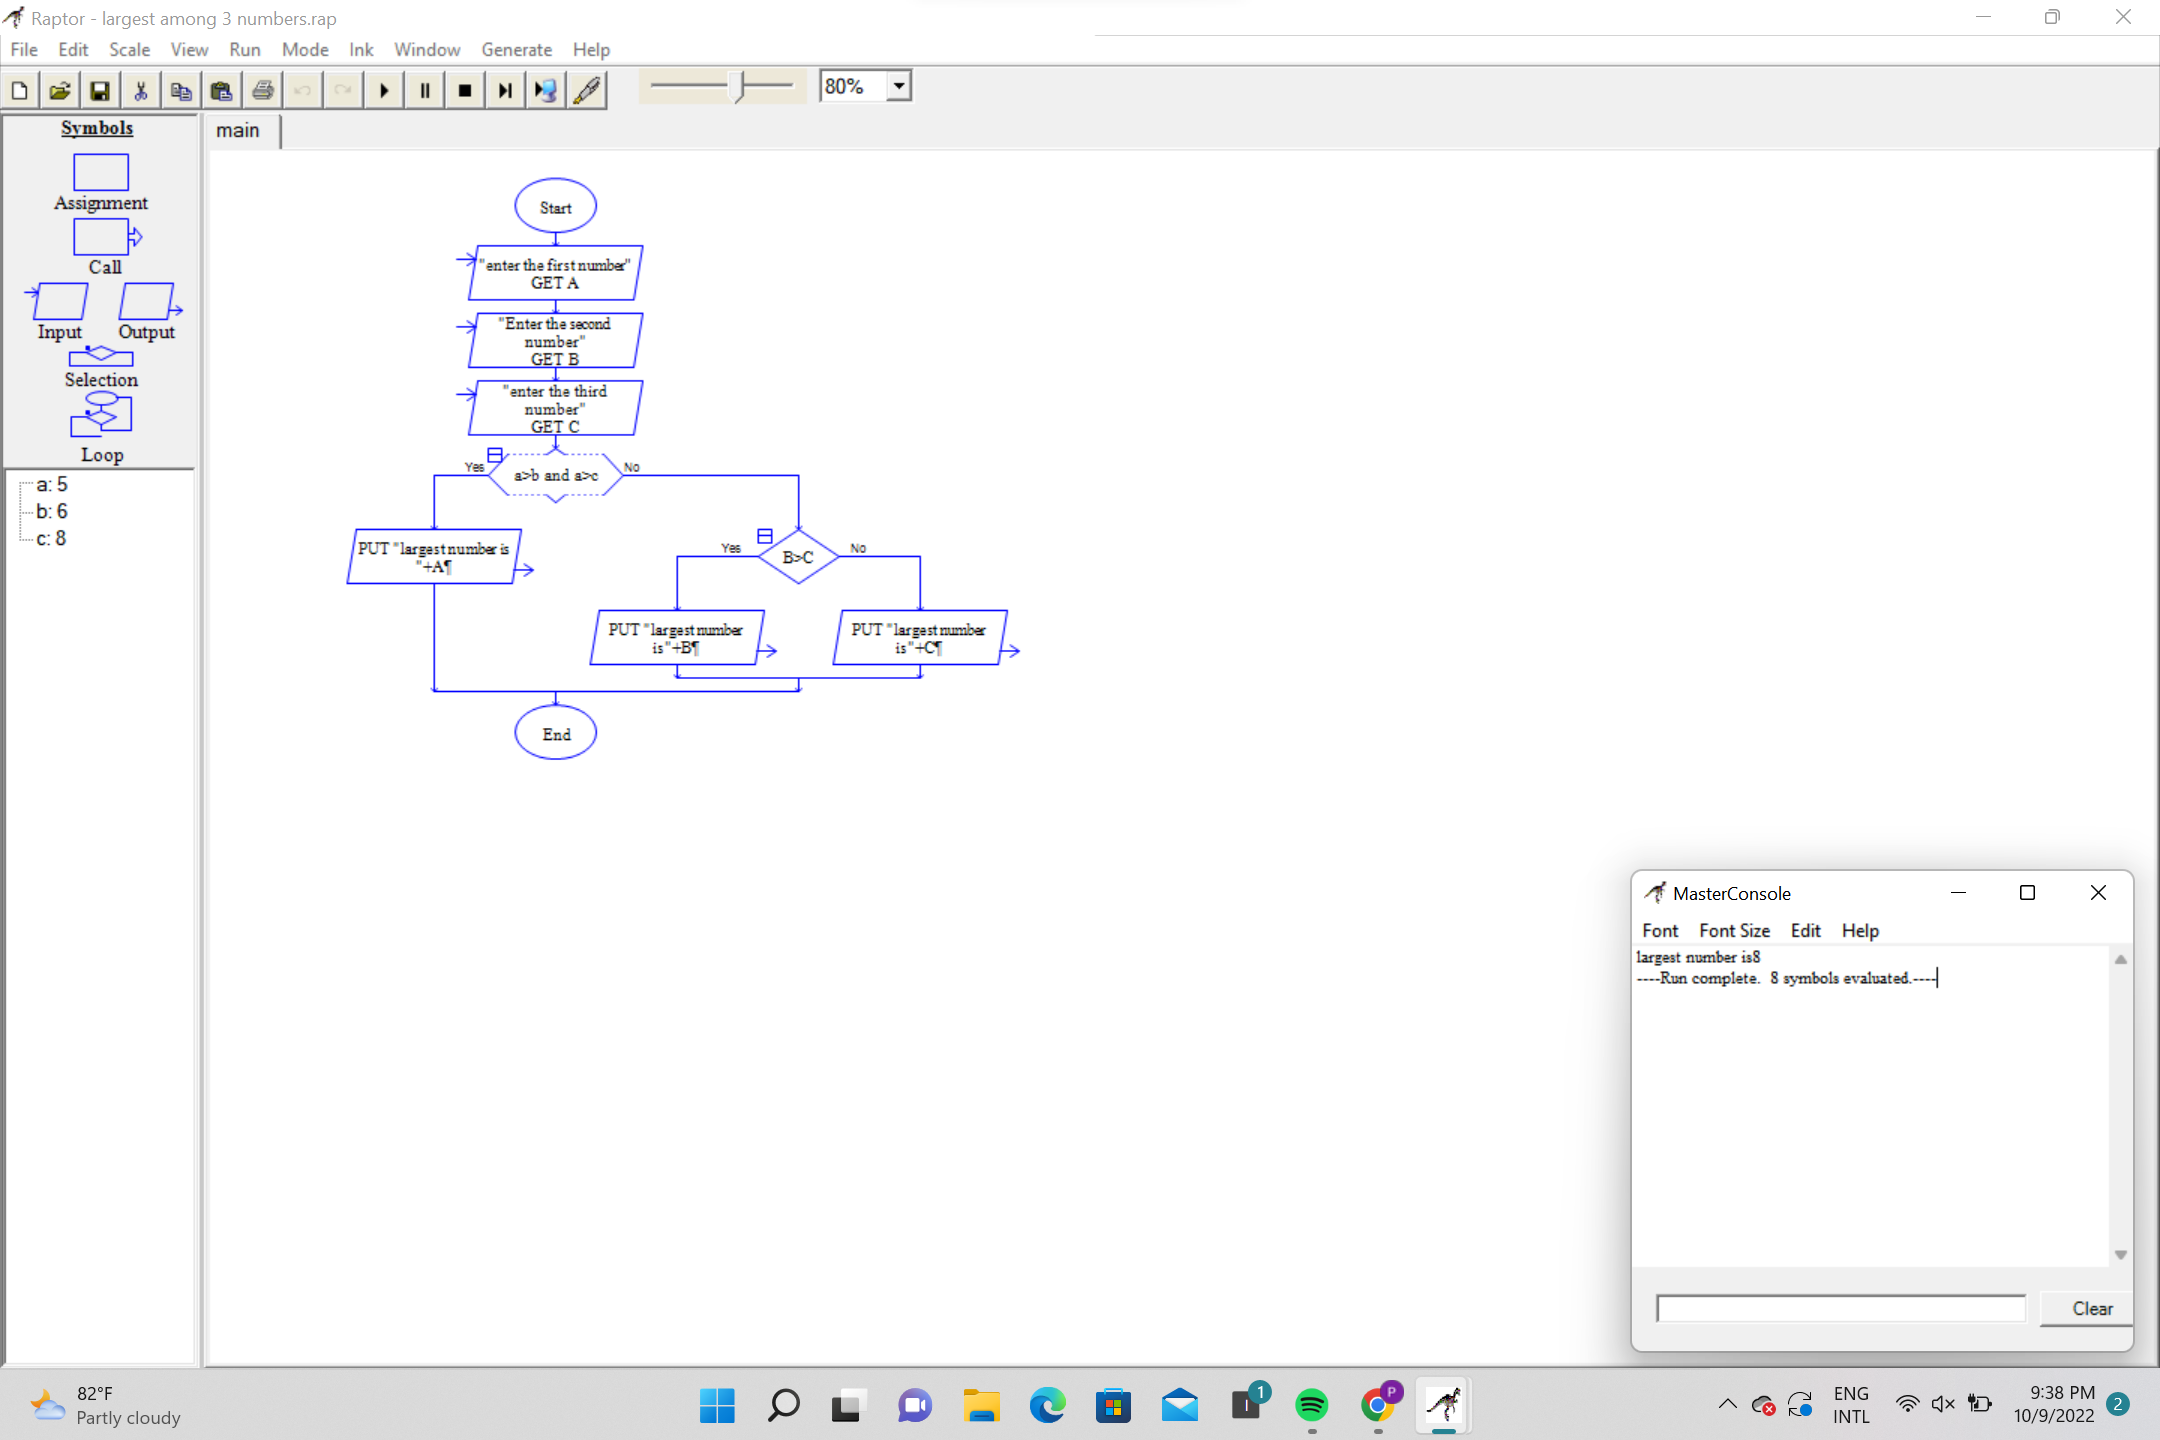 Raptor - largest among 3 numbers.rap
File Edit Scale View Run Mode Ink Window Generate Help
80%
Symbols
Assignment
Call
Input Output
Selection
Loop
a: 5
b: 6
c: 8
main
Start
"enter the first number"
GET A
"Enter the second
number"
GET B
"enter the third
number"
GET C
Yes a>b and a>c No
PUT "largest number is
"+A¶
Yes B>C No
PUT "largest number
is"+B¶
PUT "largest number
is"+C¶
End
MasterConsole
Font Font Size Edit Help
largest number is8
----Run complete.  8 symbols evaluated.----
Clear
82°F
Partly cloudy
1
P
ENG
INTL
9:38 PM
10/9/2022
2